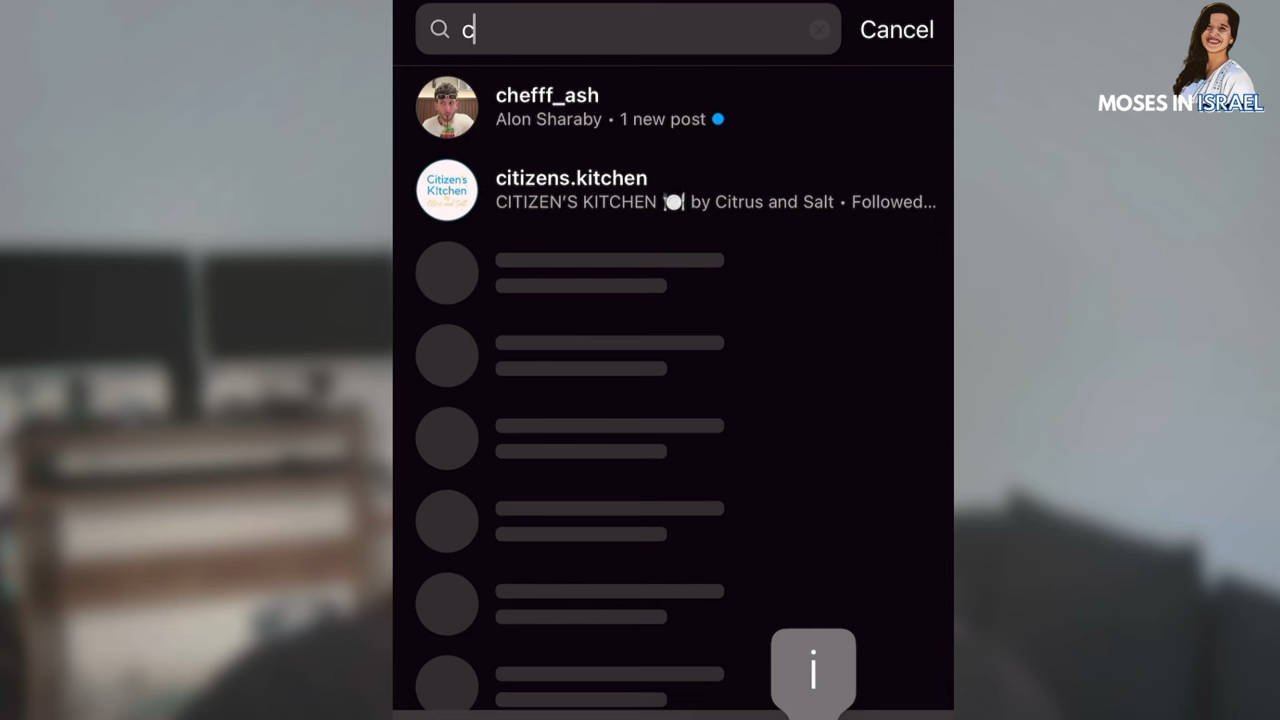 c
Cancel
MOSES IN ISRAEL
chefff_ash
Alon Sharaby • 1 new post
Citizen's
Kitchen
citizens.kitchen
CITIZEN'S KITCHEN 🍽️ by Citrus and Salt • Followed...
i